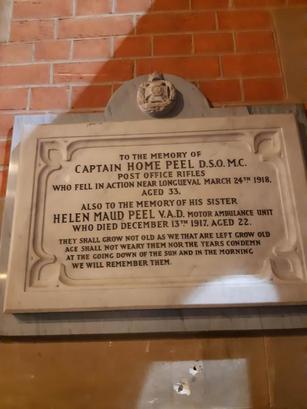 TO THE MEMORY OF
CAPTAIN HOME PEEL D.S.O. M.C.
POST OFFICE RIFLES
WHO FELL IN ACTION NEAR LONGUEVAL MARCH 24TH 1918,
AGED 33.
ALSO TO THE MEMORY OF HIS SISTER
HELEN MAUD PEEL V.A.D. MOTOR AMBULANCE UNIT
WHO DIED DECEMBER 13TH 1917, AGED 22.
THEY SHALL GROW NOT OLD AS WE THAT ARE LEFT GROW OLD
AGE SHALL NOT WEARY THEM NOR THE YEARS CONDEMN
AT THE GOING DOWN OF THE SUN AND IN THE MORNING
WE WILL REMEMBER THEM.